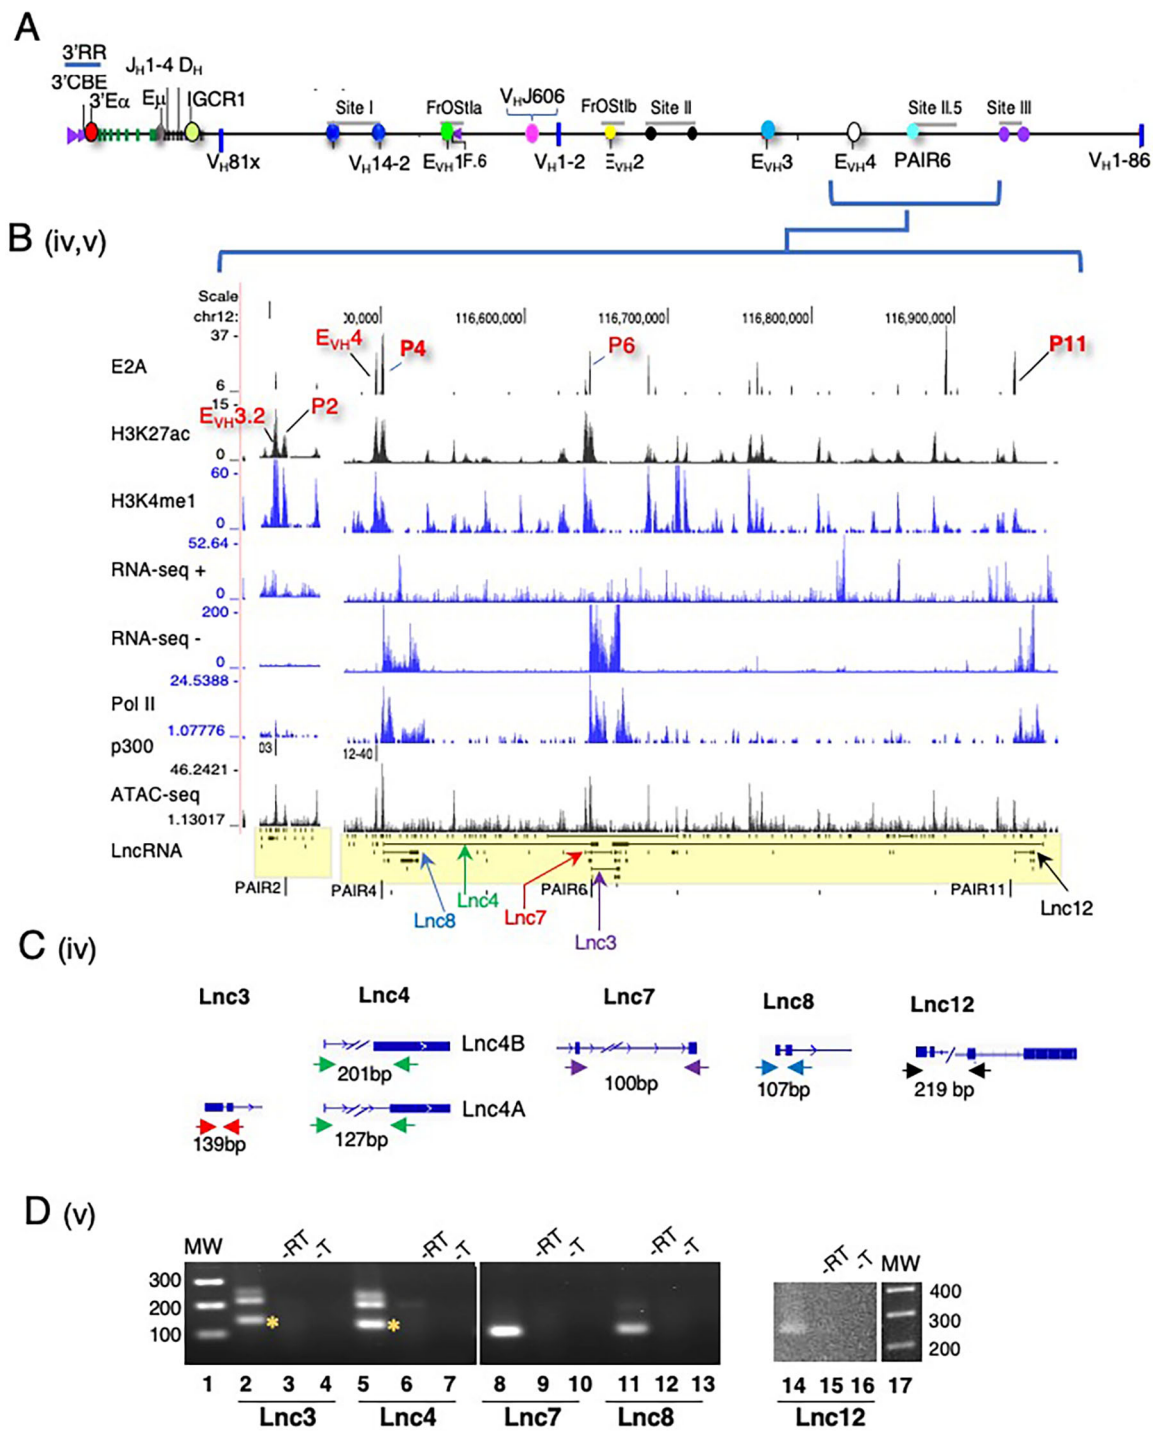 A
3'RR
JH1-4 DH
3'CBE
3'Eα
Eμ
IGCR1
Site I
FrOStIa
VHJ606
FrOStIb
Site II
Site II.5
Site III
VH81x
VH14-2
EVH1F.6
VH1-2
EVH2
EVH3
EVH4
PAIR6
VH1-86
B (iv,v)
Scale
chr12:
00,000
116,600,000
116,700,000
116,800,000
116,900,000
37
EVH4
P4
P6
P11
E2A
6
15
EVH3.2
P2
H3K27ac
0
60
H3K4me1
0
52.64
RNA-seq +
0
200
RNA-seq -
0
24.5388
Pol II
1.07776
p300
03
12-40
46.2421
ATAC-seq
1.13017
LncRNA
PAIR2
PAIR4
PAIR6
PAIR11
Lnc8
Lnc4
Lnc7
Lnc3
Lnc12
C (iv)
Lnc3
Lnc4
Lnc7
Lnc8
Lnc12
Lnc4B
201bp
100bp
107bp
219 bp
Lnc4A
139bp
127bp
D (v)
MW
-RT
-T
-RT
-T
-RT
-T
-RT
-T
-RT
-T
MW
300
200
100
*
*
400
300
200
1 2 3 4 5 6 7 8 9 10 11 12 13 14 15 16 17
Lnc3 Lnc4 Lnc7 Lnc8 Lnc12